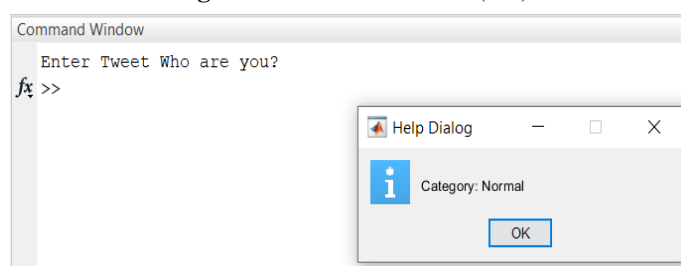 Command Window
Enter Tweet Who are you?
fx >>
Help Dialog
Category: Normal
OK